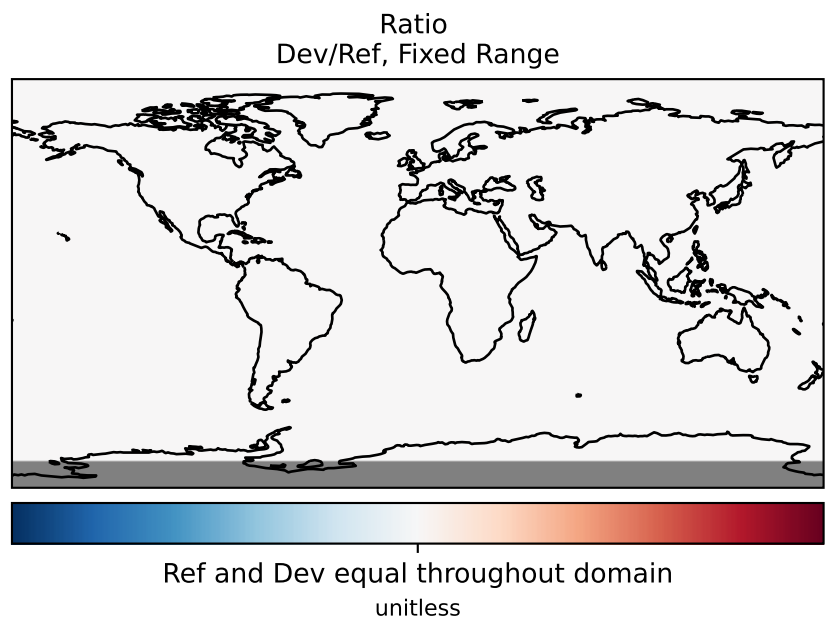 Ratio
Dev/Ref, Fixed Range
Ref and Dev equal throughout domain
unitless